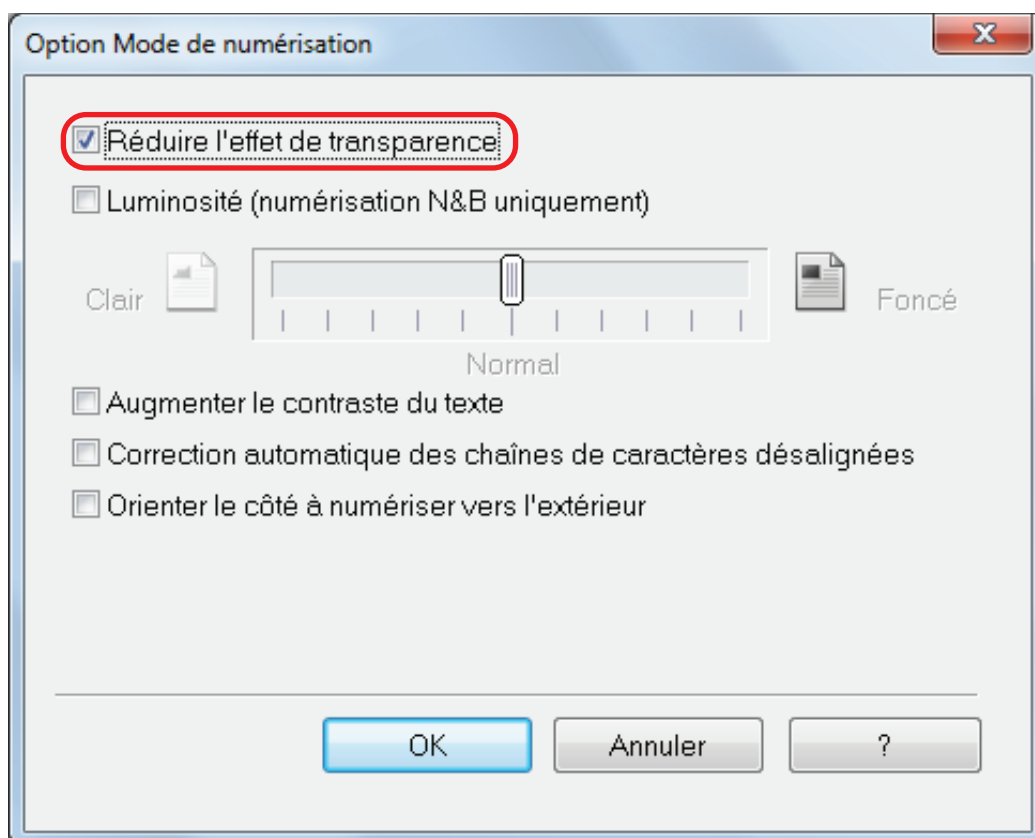 Option Mode de numérisation
Réduire l'effet de transparence
Luminosité (numérisation N&B uniquement)
Clair Foncé
Normal
Augmenter le contraste du texte
Correction automatique des chaînes de caractères désalignées
Orienter le côté à numériser vers l'extérieur
OK Annuler ?